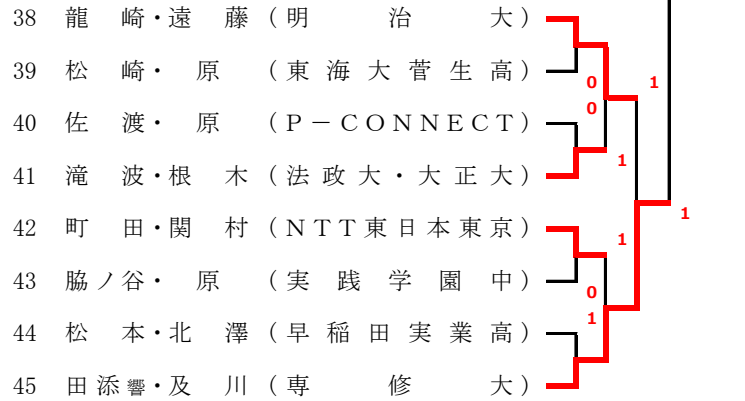 38 龍 崎・遠 藤 (明 治 大)
39 松 崎・ 原 (東海大菅生高)
0 1
0
40 佐 渡・ 原 (P－CONNECT)
1
41 滝 波・根 木 (法政大・大正大)
1
42 町 田・関 村 (NTT東日本東京)
1
43 脇ノ谷・ 原 (実 践 学 園 中)
0
1
44 松 本・北 澤 (早稲田実業高)
45 田添響・及 川 (専 修 大)